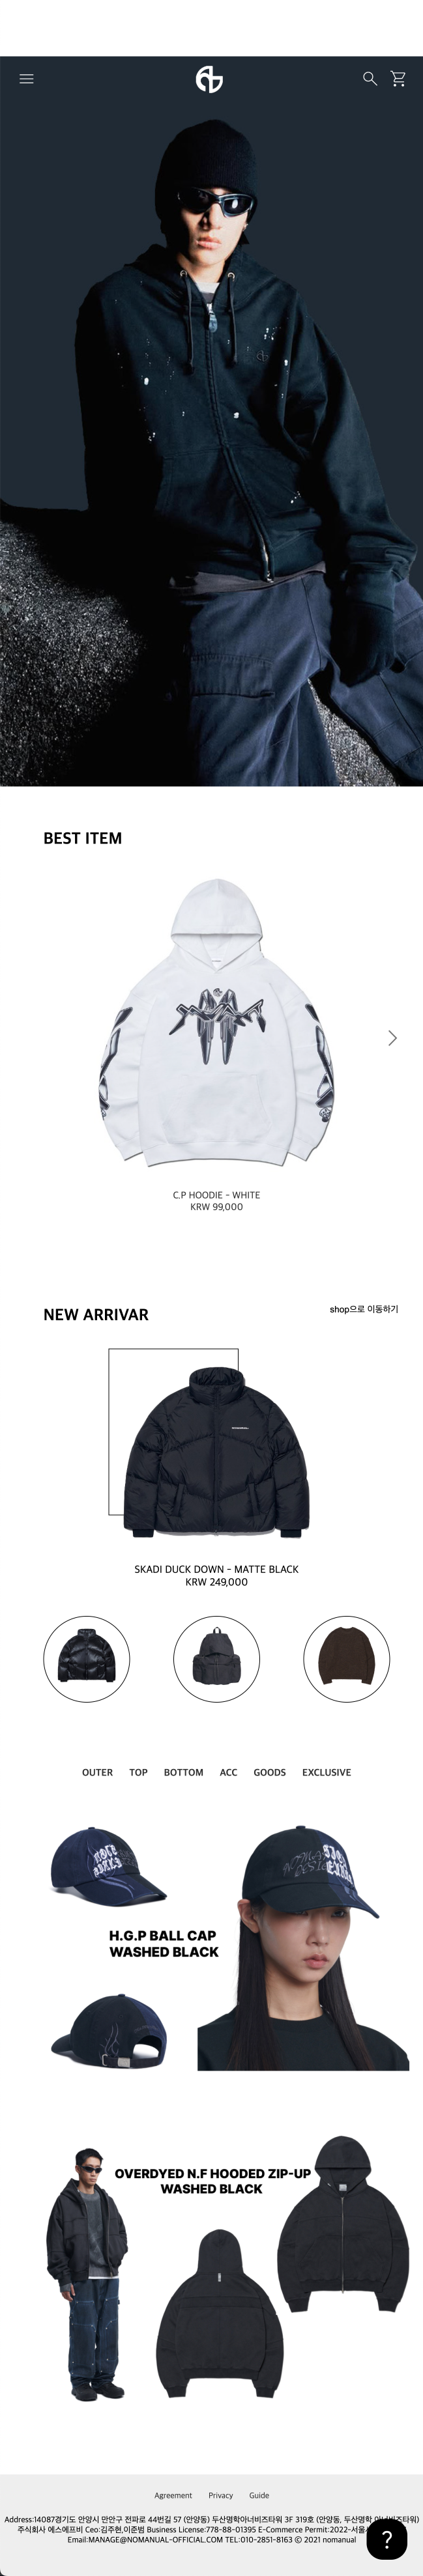 BEST ITEM
C.P HOODIE - WHITE
KRW 99,000
NEW ARRIVAR
shop으로 이동하기
SKADI DUCK DOWN - MATTE BLACK
KRW 249,000
OUTER TOP BOTTOM ACC GOODS EXCLUSIVE
H.G.P BALL CAP
WASHED BLACK
OVERDYED N.F HOODED ZIP-UP
WASHED BLACK
Agreement Privacy Guide
Address:14087경기도 안양시 만안구 전파로 44번길 57 (안양동) 두산명학아너비즈타워 3F 319호 (안양동, 두산명학 아너비즈타워)
주식회사 에스에프비 Ceo:김주현,이준범 Business License:778-88-01395 E-Commerce Permit:2022-서울
Email:MANAGE@NOMANUAL-OFFICIAL.COM TEL:010-2851-8163 © 2021 nomanual
?